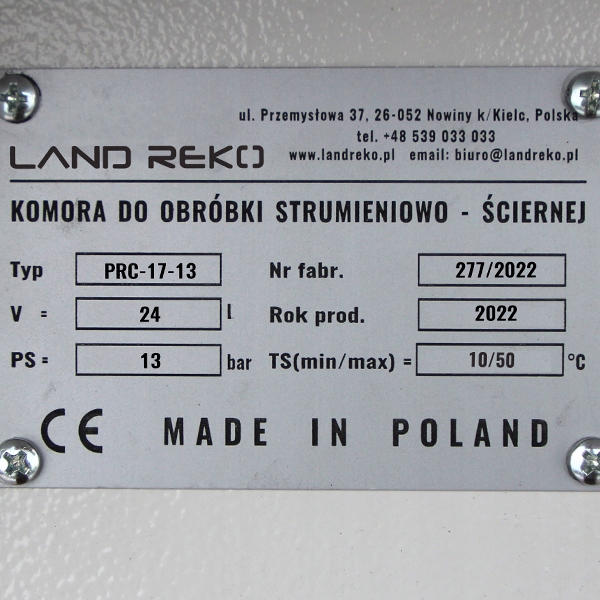 ul. Przemysłowa 37, 26-052 Nowiny k/Kielc, Polska
tel. +48 539 033 033
LAND REKO www.landreko.pl email: biuro@landreko.pl
KOMORA DO OBRÓBKI STRUMIENIOWO - ŚCIERNEJ
Typ PRC-17-13 Nr fabr. 277/2022
V = 24 l Rok prod. 2022
PS = 13 bar TS(min/max) = 10/50 °C
CE MADE IN POLAND